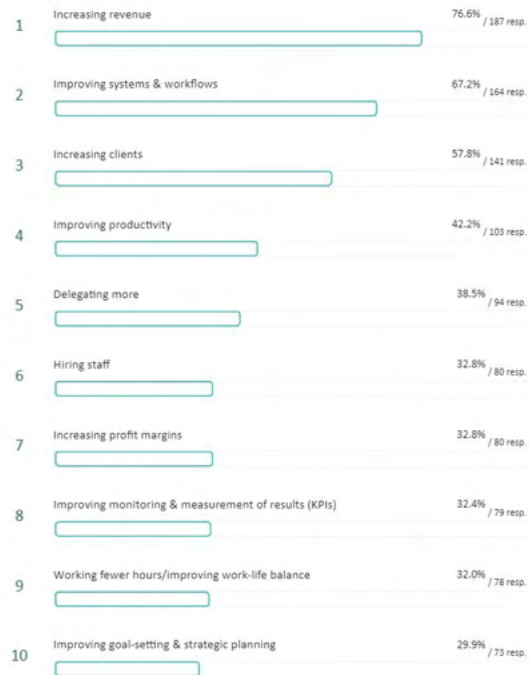 Increasing revenue 76.6% / 187 resp.
1
Improving systems & workflows 67.2% / 164 resp.
2
Increasing clients 57.8% / 141 resp.
3
Improving productivity 42.2% / 103 resp.
4
Delegating more 38.5% / 94 resp.
5
Hiring staff 32.8% / 80 resp.
6
Increasing profit margins 32.8% / 80 resp.
7
Improving monitoring & measurement of results (KPIs) 32.4% / 79 resp.
8
Working fewer hours/improving work-life balance 32.0% / 78 resp.
9
Improving goal-setting & strategic planning 29.9% / 73 resp.
10